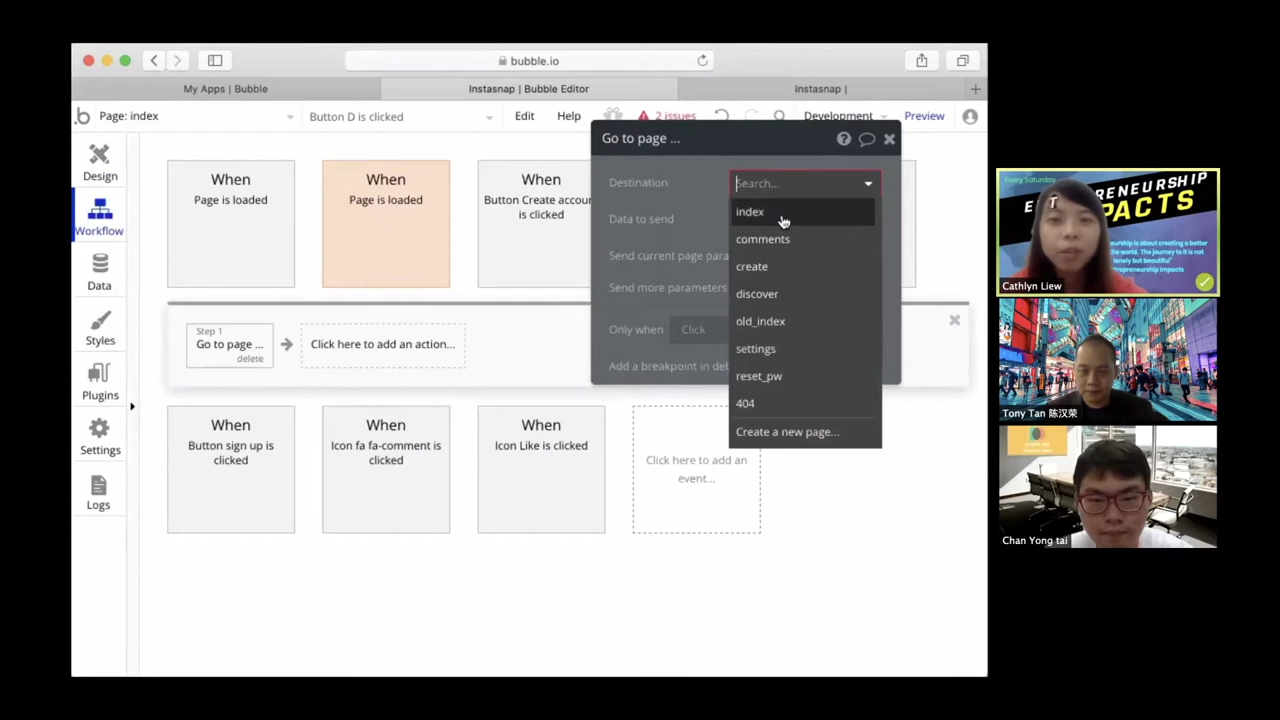 bubble.io
My Apps | Bubble
Instasnap | Bubble Editor
Instasnap |
Page: index
Button D is clicked
Edit
Help
2 issues
Development
Preview
Design
Workflow
Data
Styles
Plugins
Settings
Logs
When
Page is loaded
When
Page is loaded
When
Button Create accou
is clicked
Go to page ...
Destination
Search...
Data to send
Send current page para
Send more parameters
Only when
Click
Add a breakpoint in deb
index
comments
create
discover
old_index
settings
reset_pw
404
Create a new page...
Step 1
Go to page ...
delete
Click here to add an action...
When
Button sign up is
clicked
When
Icon fa fa-comment is
clicked
When
Icon Like is clicked
Click here to add an
event...
Every Saturday
PRENEURSHIP
PACTS
Cathlyn Liew
Tony Tan 陈汉荣
Chan Yong tai